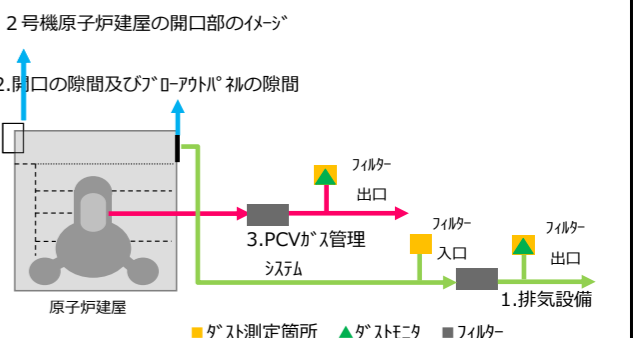 ２号機原子炉建屋の開口部のｲﾒｰｼﾞ
2.開口の隙間及びﾌﾞﾛｰｱｳﾄﾊﾟﾈﾙの隙間
ﾌｨﾙﾀｰ
出口
3.PCVｶﾞｽ管理
ｼｽﾃﾑ
ﾌｨﾙﾀｰ
入口
ﾌｨﾙﾀｰ
出口
1.排気設備
原子炉建屋
ﾀﾞｽﾄ測定箇所 ﾀﾞｽﾄﾓﾆﾀ ﾌｨﾙﾀｰ